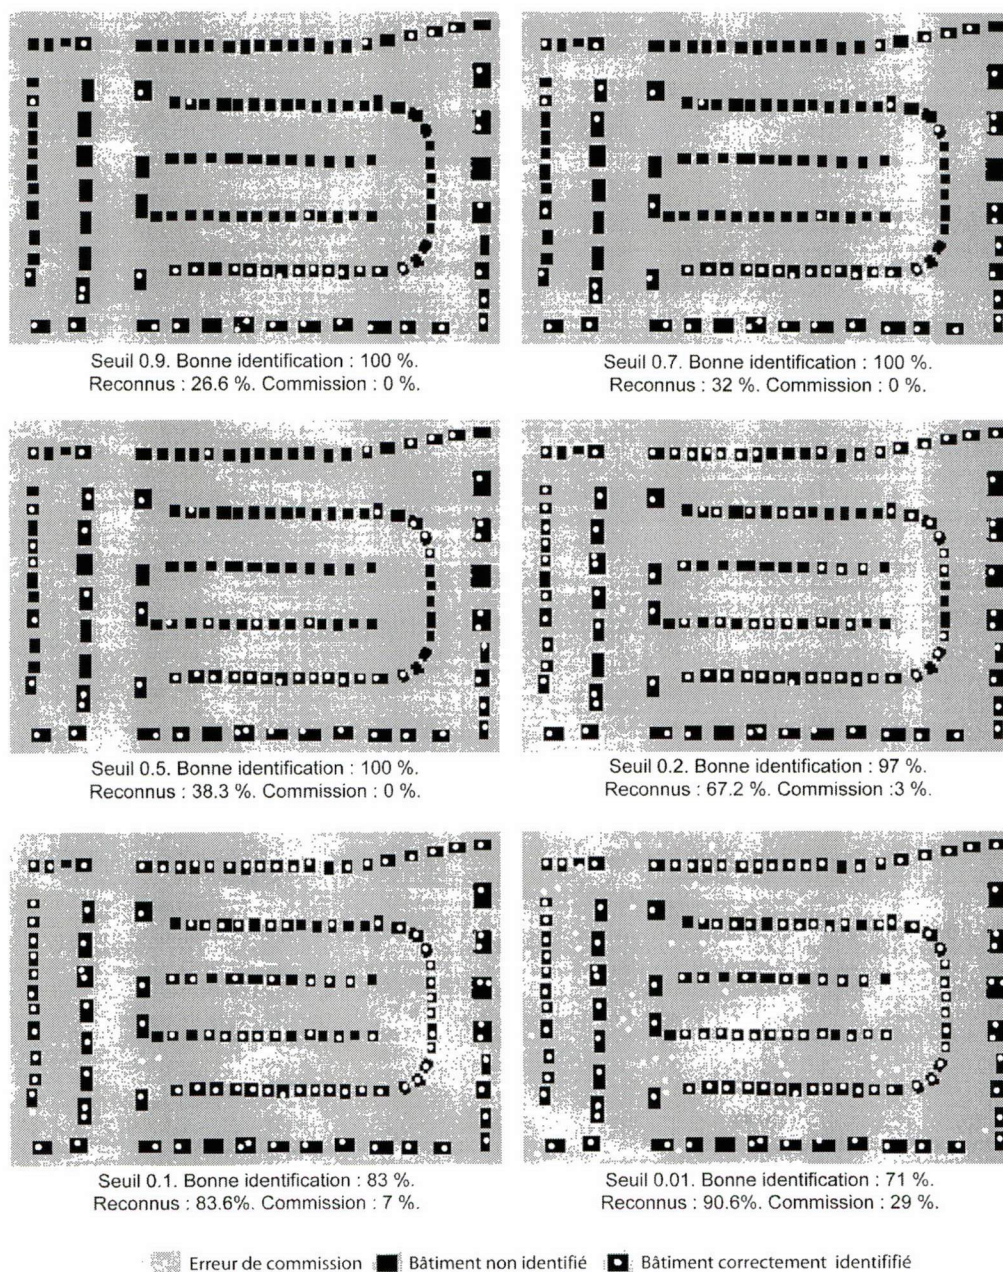 Seuil 0.9. Bonne identification : 100 %.
Reconnus : 26.6 %. Commission : 0 %.
Seuil 0.7. Bonne identification : 100 %.
Reconnus : 32 %. Commission : 0 %.
Seuil 0.5. Bonne identification : 100 %.
Reconnus : 38.3 %. Commission : 0 %.
Seuil 0.2. Bonne identification : 97 %.
Reconnus : 67.2 %. Commission :3 %.
Seuil 0.1. Bonne identification : 83 %.
Reconnus : 83.6%. Commission : 7 %.
Seuil 0.01. Bonne identification : 71 %.
Reconnus : 90.6%. Commission : 29 %.
Erreur de commission Bâtiment non identifié Bâtiment correctement identififié